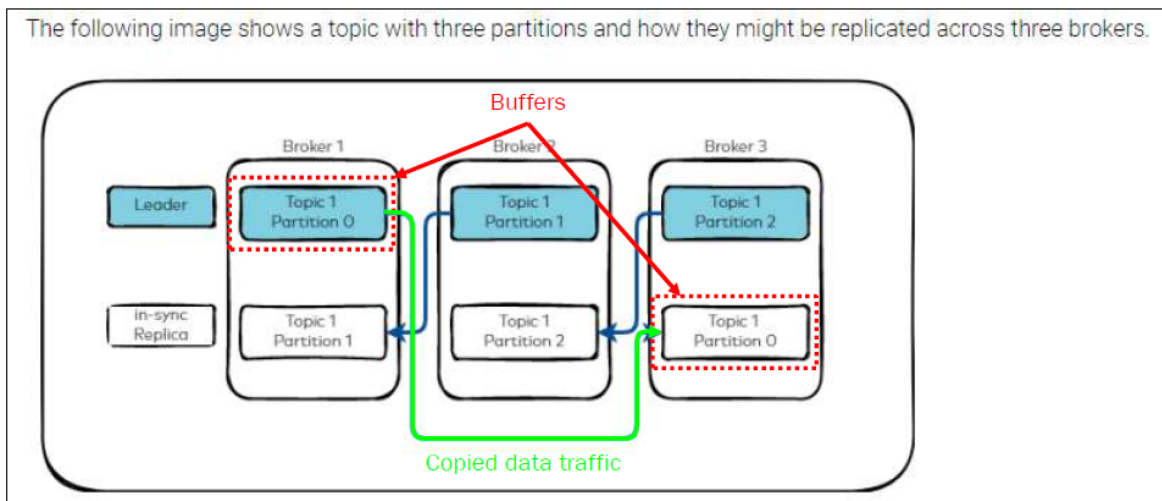 The following image shows a topic with three partitions and how they might be replicated across three brokers.
Buffers
Broker 1
Broker 2
Broker 3
Leader
Topic 1
Partition 0
Topic 1
Partition 1
Topic 1
Partition 2
in-sync
Replica
Topic 1
Partition 1
Topic 1
Partition 2
Topic 1
Partition 0
Copied data traffic